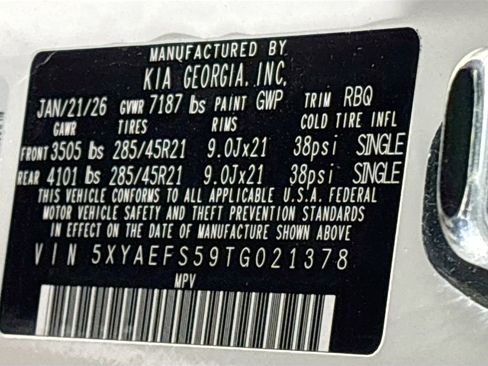 MANUFACTURED BY
KIA GEORGIA, INC.
JAN/21/26 GVWR 7187 lbs PAINT GWP TRIM RBQ
GAWR TIRES RIMS COLD TIRE INFL
FRONT 3505 lbs 285/45R21 9.0Jx21 38psi SINGLE
REAR 4101 lbs 285/45R21 9.0Jx21 38psi SINGLE
THIS VEHICLE CONFORMS TO ALL APPLICABLE U.S.A. FEDERAL
MOTOR VEHICLE SAFETY AND THEFT PREVENTION STANDARDS
IN EFFECT ON THE DATE OF MANUFACTURE SHOWN ABOVE
VIN 5XYAEFS59TG021378
MPV